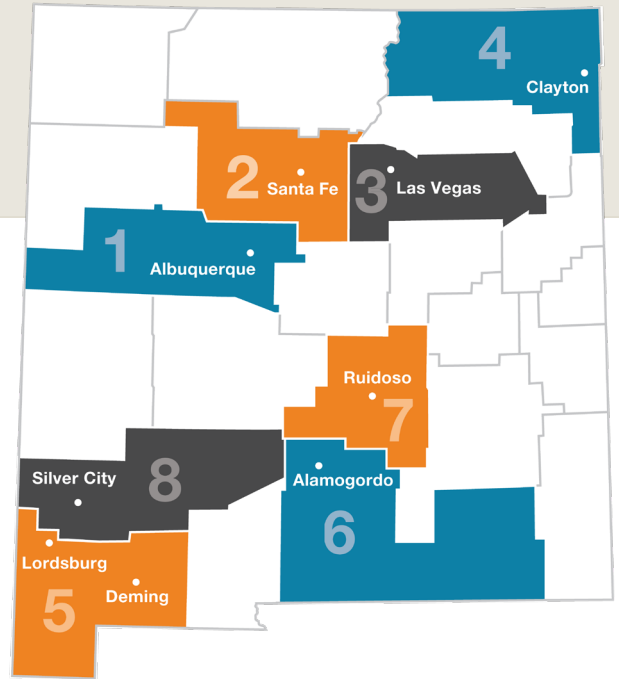 4
Clayton
2
Santa Fe
3
Las Vegas
1
Albuquerque
Ruidoso
7
Silver City
8
Alamogordo
6
Lordsburg
Deming
5